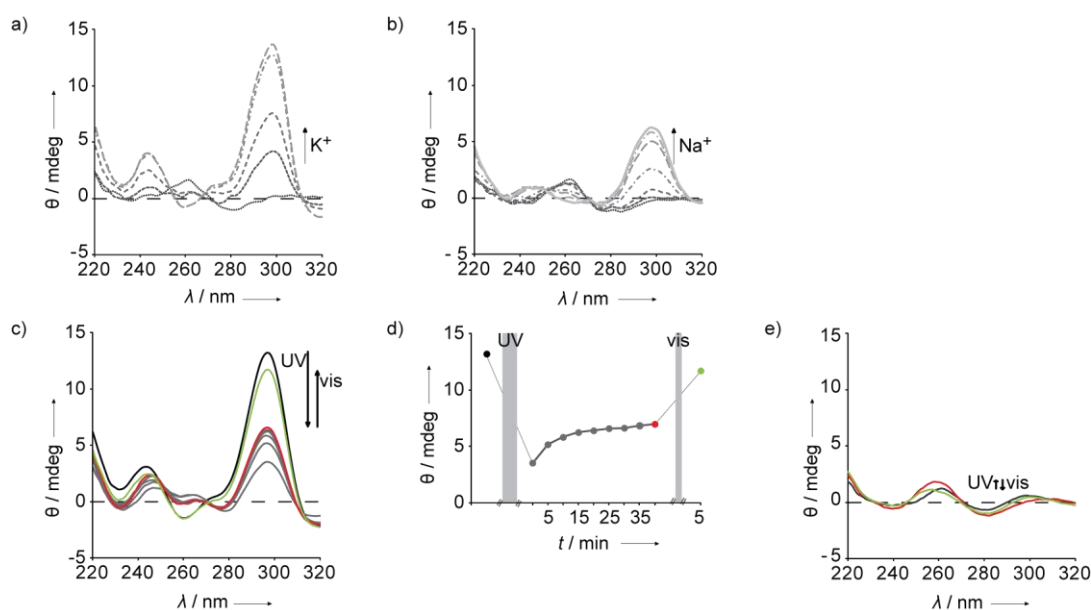 a)
θ / mdeg
15
10
5
0
-5
K⁺
220 240 260 280 300 320
λ / nm
b)
θ / mdeg
15
10
5
0
- 5
Na⁺
220 240 260 280 300 320
λ / nm
c)
θ / mdeg
15
10
5
0
-5
UV
vis
220 240 260 280 300 320
λ / nm
d)
θ / mdeg
15
10
5
0
UV
vis
5 15 25 35 5
t / min
e)
θ / mdeg
15
10
5
0
-5
UV vis
220 240 260 280 300 320
λ / nm